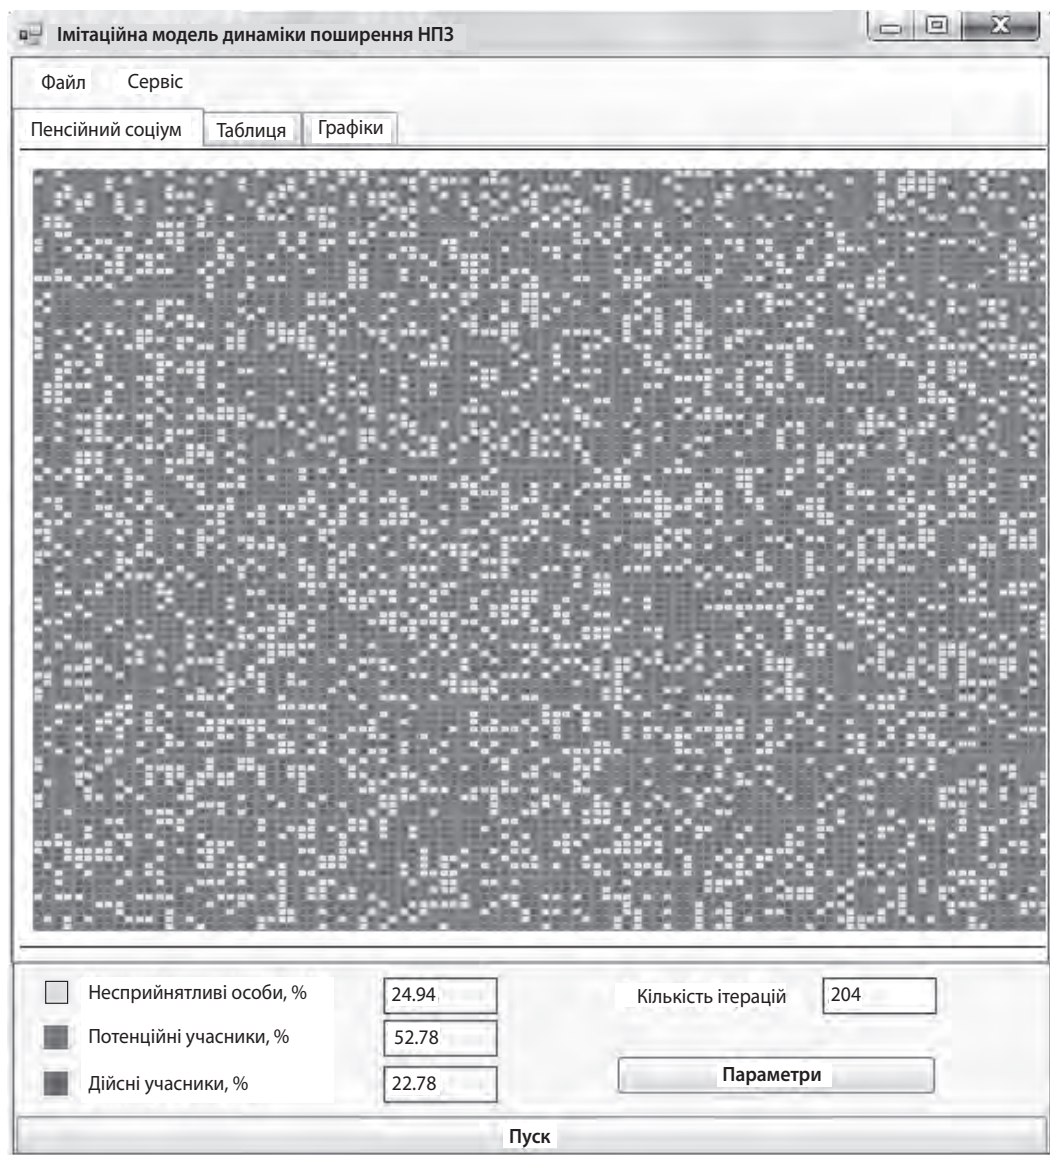 Імітаційна модель динаміки поширення НПЗ
Файл Сервіс
Пенсійний соціум Таблиця Графіки
Несприйнятливі особи, % 24.94 Кількість ітерацій 204
Потенційні учасники, % 52.78
Дійсні учасники, % 22.78 Параметри
Пуск